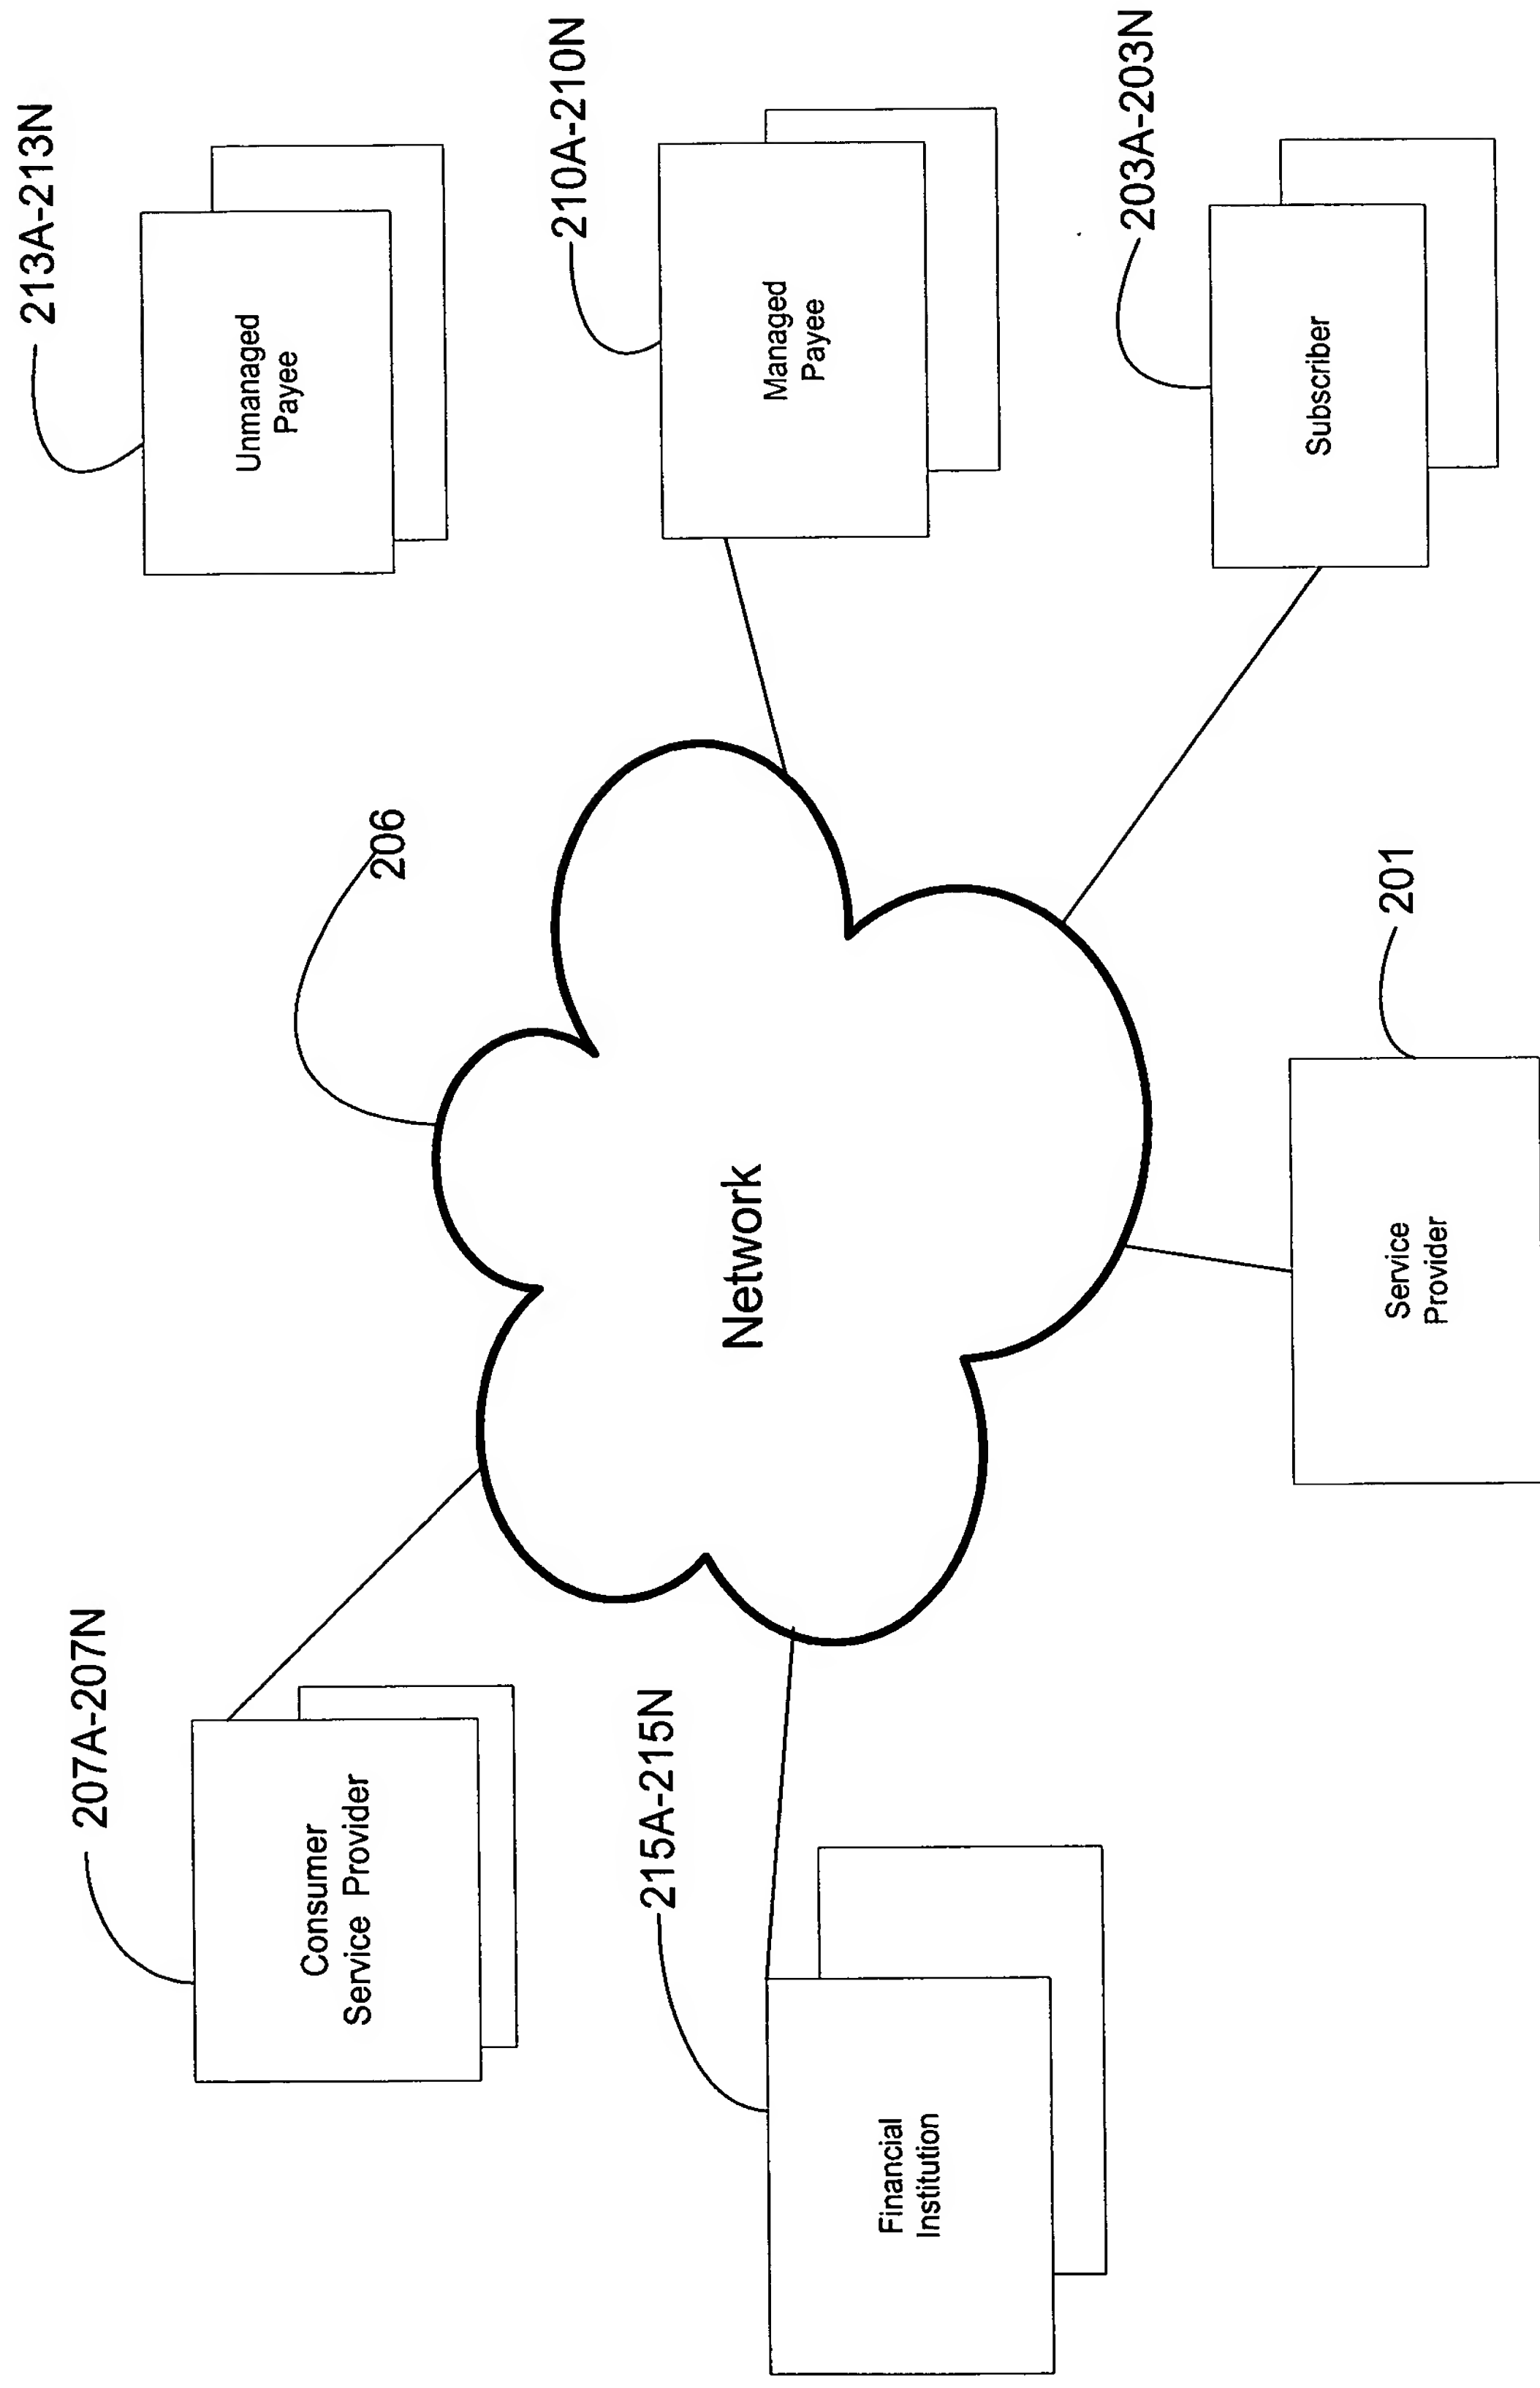 207A-207N
Consumer
Service Provider
206
213A-213N
Unmanaged
Payee
215A-215N
Financial
Institution
Network
210A-210N
Managed
Payee
Service
Provider
201
203A-203N
Subscriber